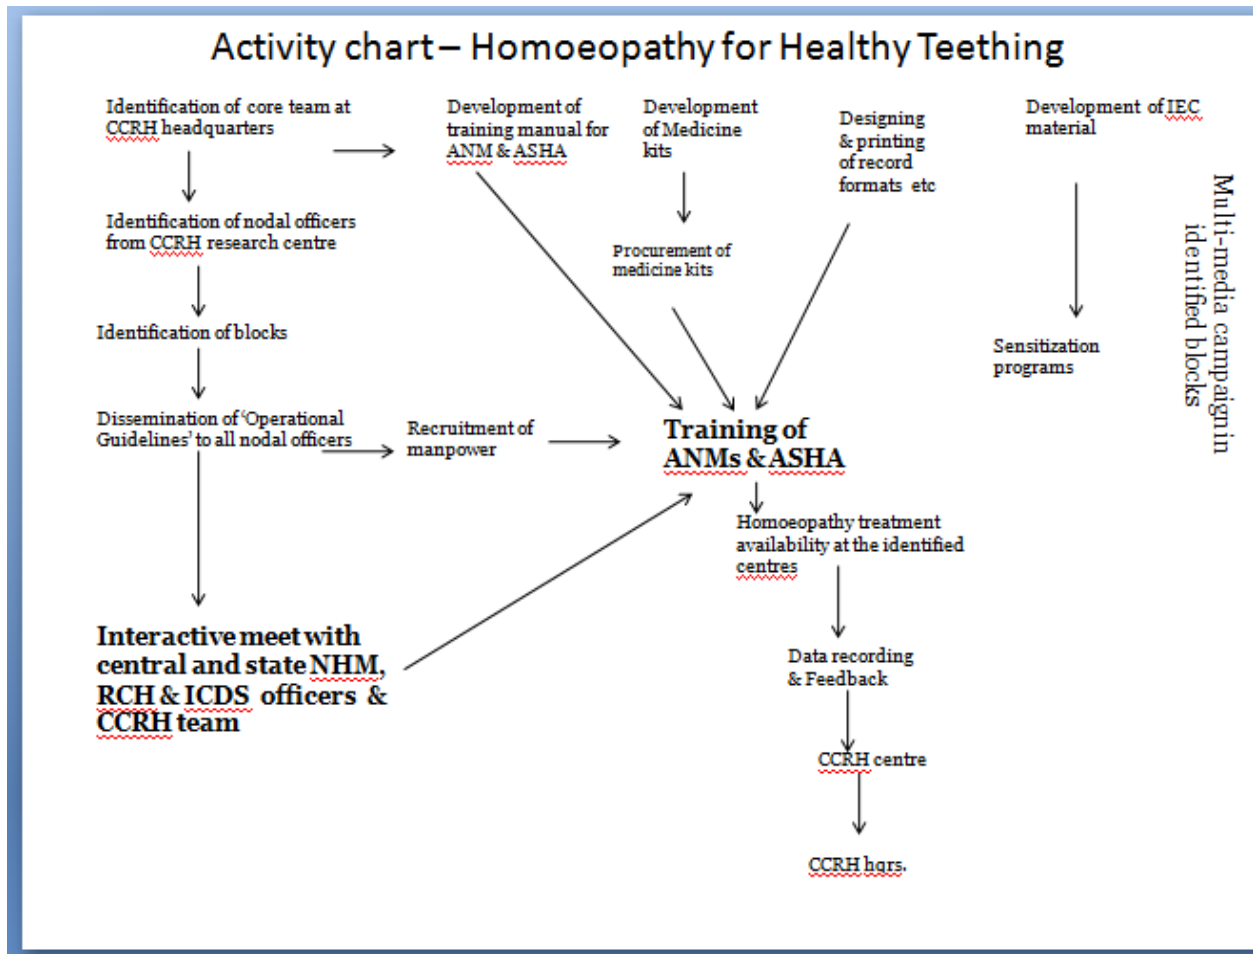 Activity chart – Homoeopathy for Healthy Teething
Identification of core team at
CCRH headquarters
Development of
training manual for
ANM & ASHA
Development
of Medicine
kits
Designing
& printing
of record
formats etc
Development of IEC
material
Multi-media campaign in
identified blocks
Identification of nodal officers
from CCRH research centre
Procurement of
medicine kits
Identification of blocks
Sensitization
programs
Dissemination of ‘Operational
Guidelines’ to all nodal officers
Recruitment of
manpower
Training of
ANMs & ASHA
Homoeopathy treatment
availability at the identified
centres
Interactive meet with
central and state NHM,
RCH & ICDS officers &
CCRH team
Data recording
& Feedback
CCRH centre
CCRH hqrs.